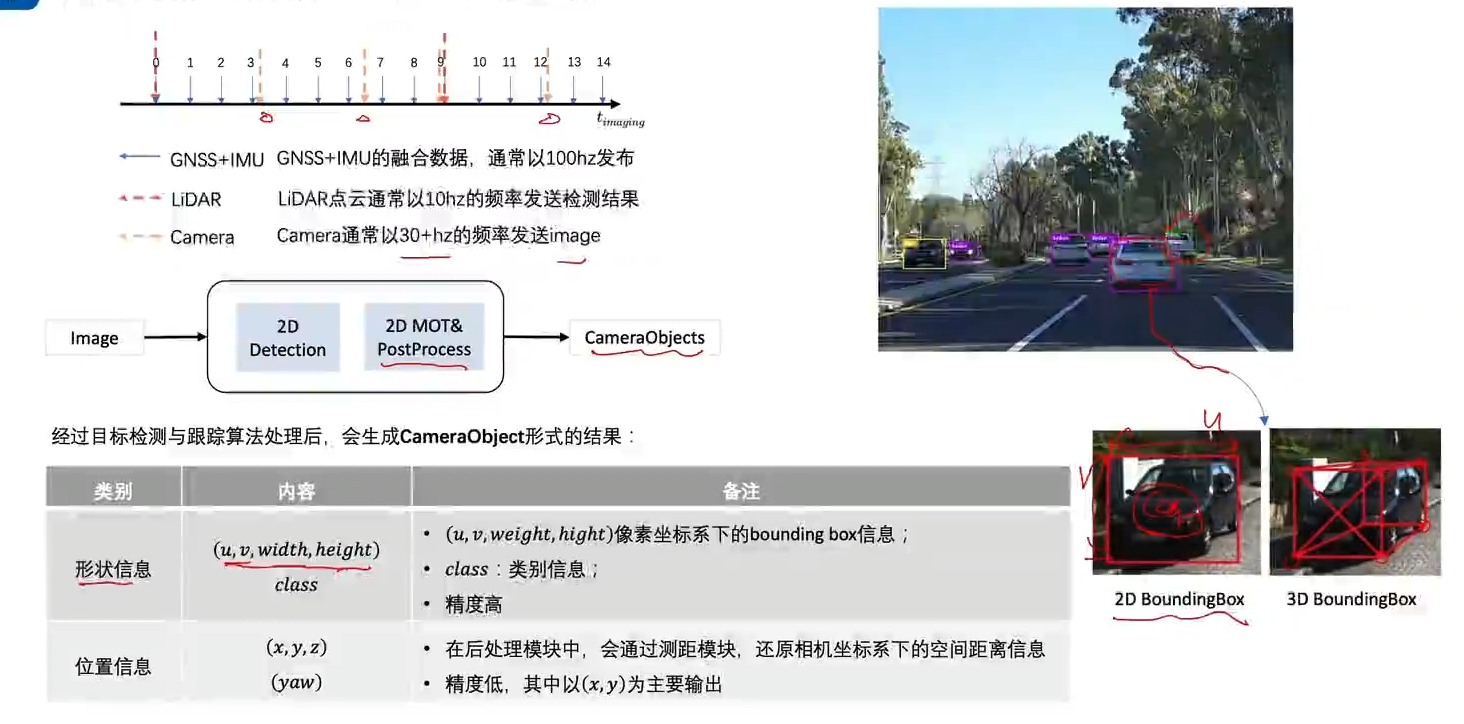 0 1 2 3 4 5 6 7 8 9 10 11 12 13 14
t_imaging
GNSS+IMU GNSS+IMU的融合数据，通常以100hz发布
LiDAR LiDAR点云通常以10hz的频率发送检测结果
Camera Camera通常以30+hz的频率发送image
Image
2D Detection
2D MOT&
PostProcess
CameraObjects
经过目标检测与跟踪算法处理后，会生成CameraObject形式的结果：
类别 内容 备注
形状信息
(u, v, width, height)
class
• (u, v, weight, hight)像素坐标系下的bounding box信息；
• class：类别信息；
• 精度高
位置信息
(x, y, z)
(yaw)
• 在后处理模块中，会通过测距模块，还原相机坐标系下的空间距离信息
• 精度低，其中以(x, y)为主要输出
u
v
2D BoundingBox
3D BoundingBox